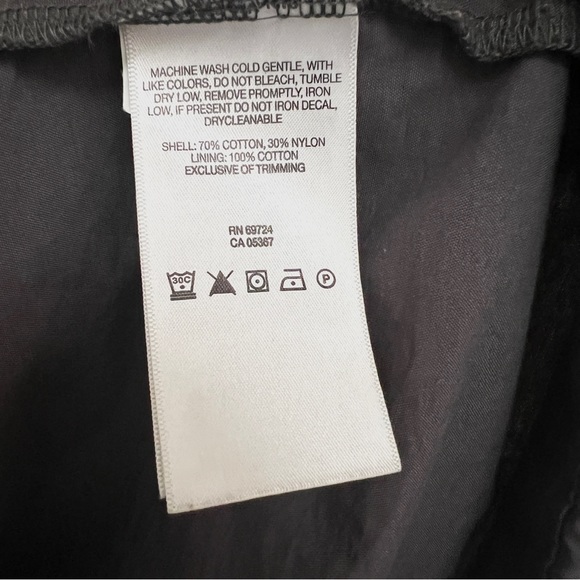 MACHINE WASH COLD GENTLE, WITH
LIKE COLORS, DO NOT BLEACH, TUMBLE
DRY LOW, REMOVE PROMPTLY, IRON
LOW, IF PRESENT DO NOT IRON DECAL,
DRYCLEANABLE
SHELL: 70% COTTON, 30% NYLON
LINING: 100% COTTON
EXCLUSIVE OF TRIMMING
RN 69724
CA 05367
30C P